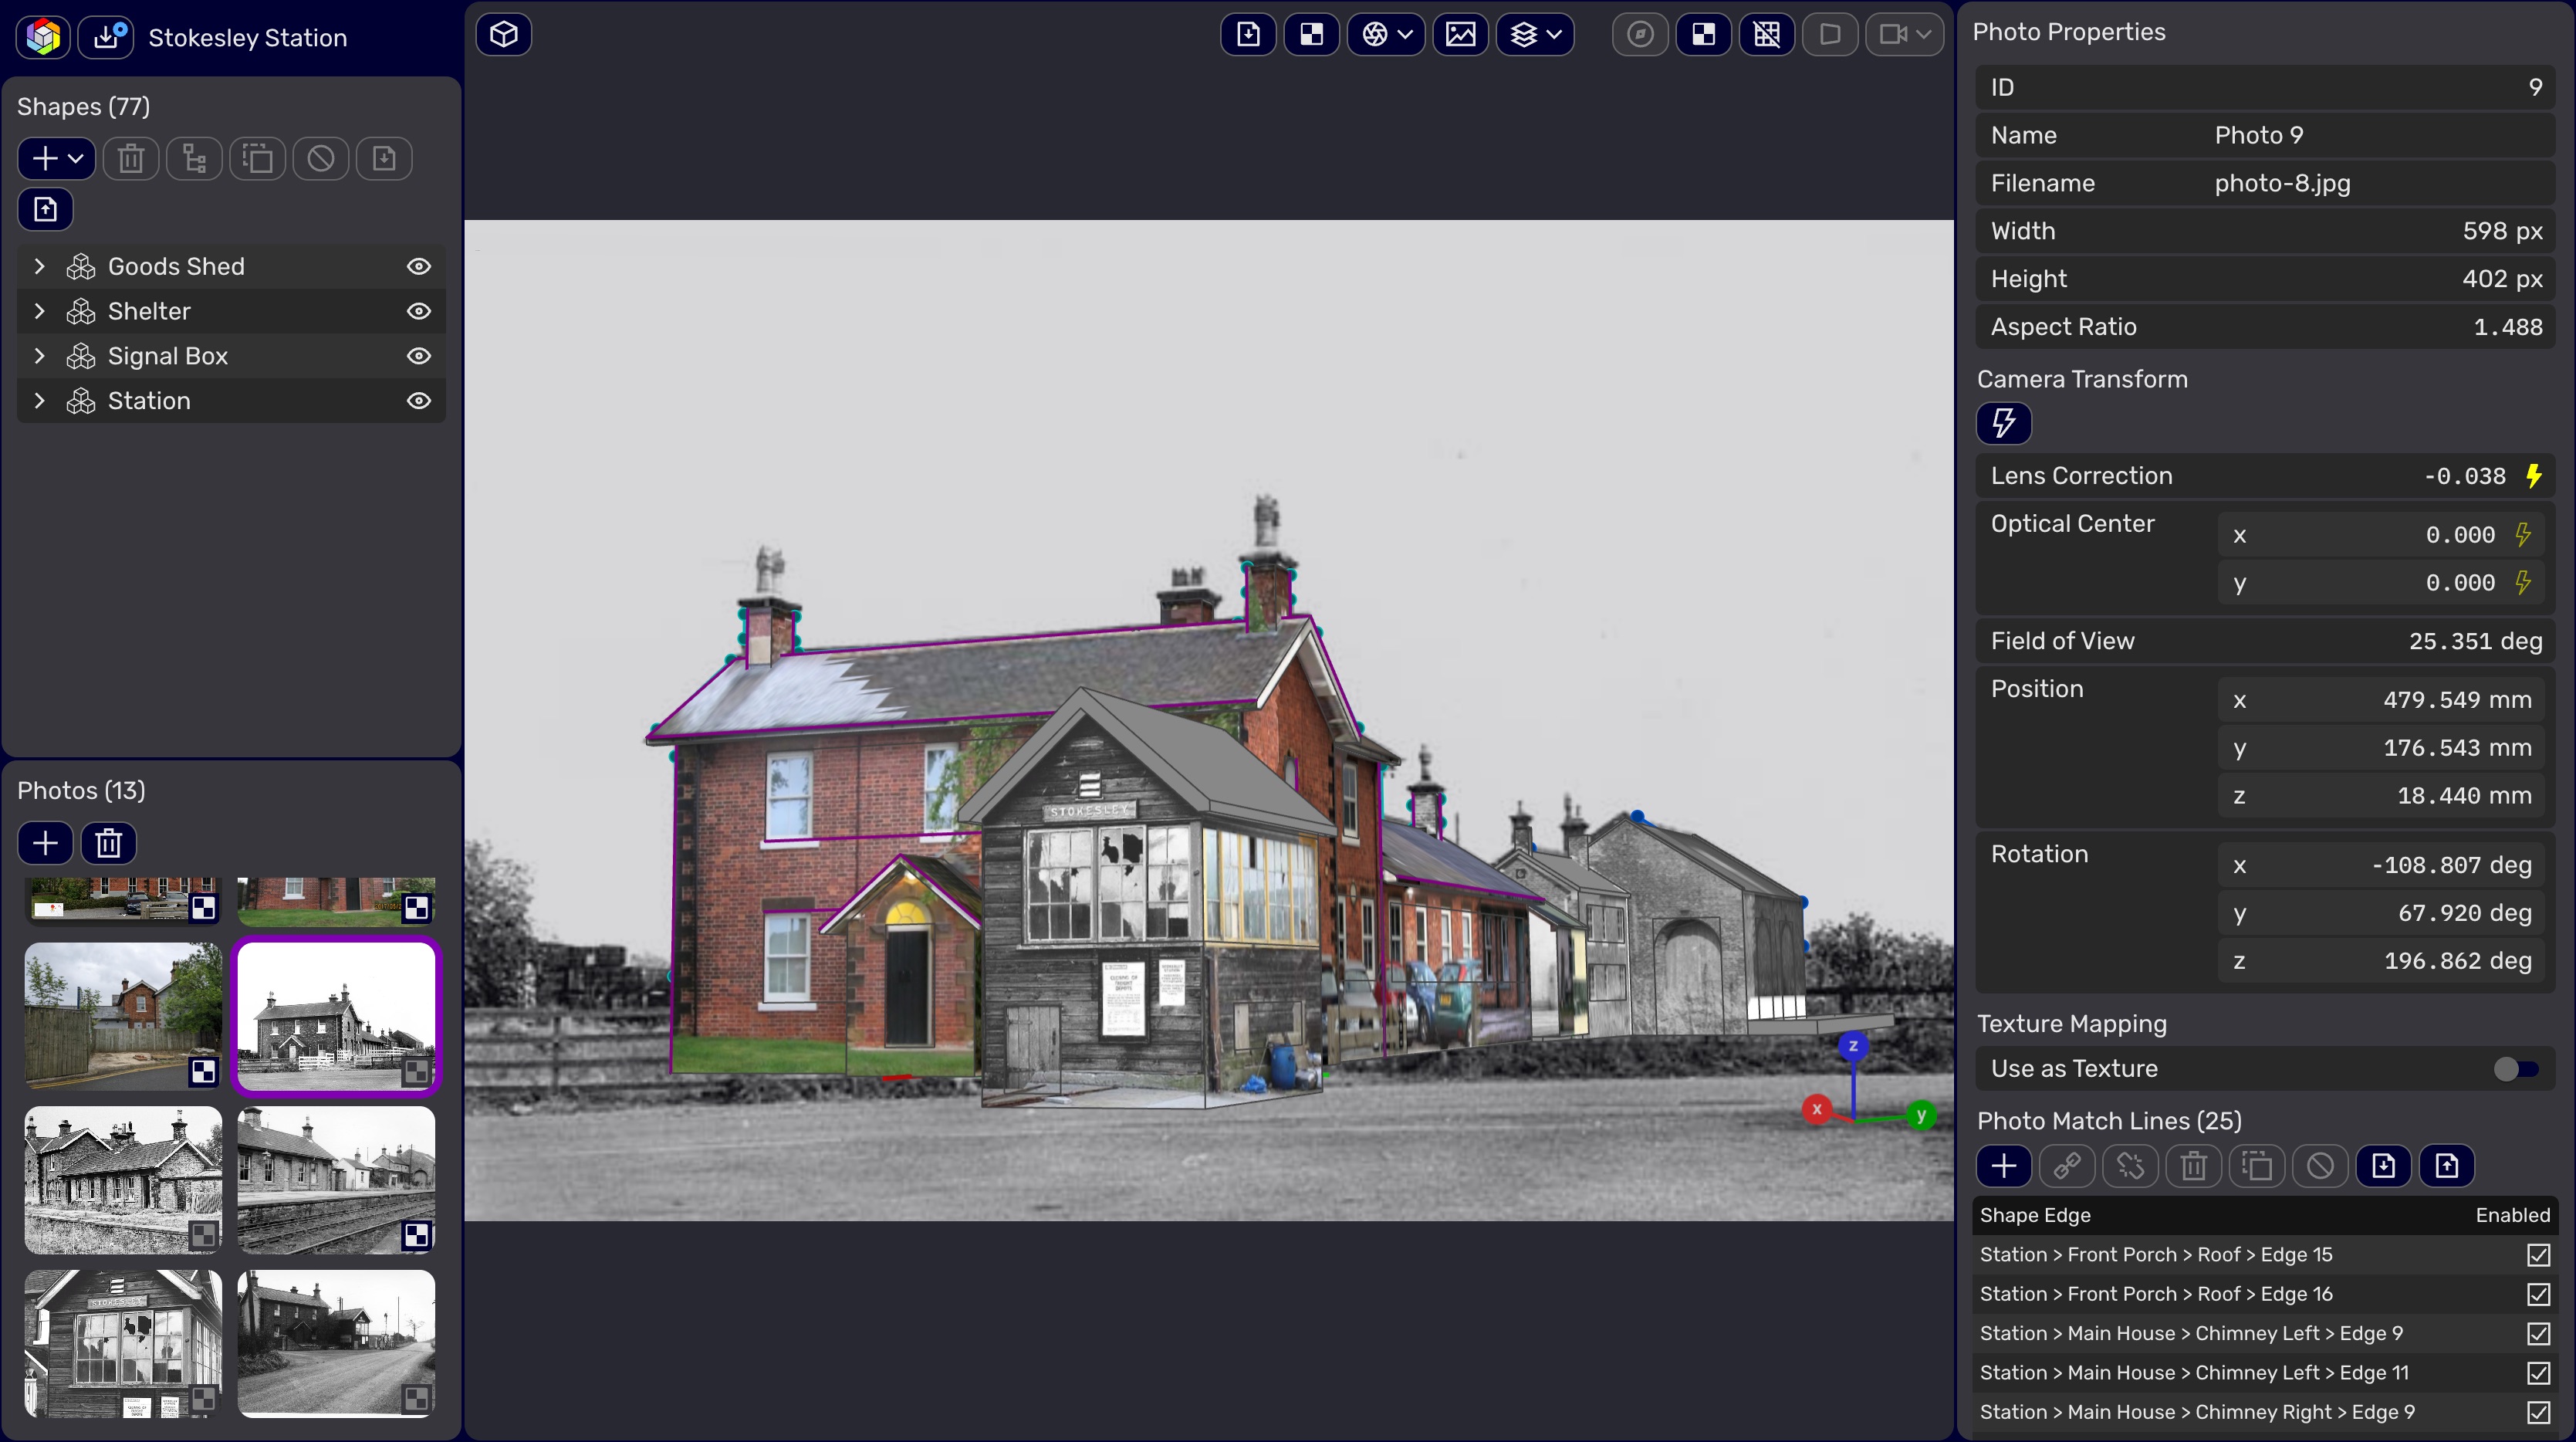 Stokesley Station
Shapes (77)
Goods Shed
Shelter
Signal Box
Station
Photos (13)
STOKESLEY
STOKESLEY
z
x
y
Photo Properties
ID 9
Name Photo 9
Filename photo-8.jpg
Width 598 px
Height 402 px
Aspect Ratio 1.488
Camera Transform
Lens Correction -0.038
Optical Center x 0.000
y 0.000
Field of View 25.351 deg
Position x 479.549 mm
y 176.543 mm
z 18.440 mm
Rotation x -108.807 deg
y 67.920 deg
z 196.862 deg
Texture Mapping
Use as Texture
Photo Match Lines (25)
Shape Edge Enabled
Station > Front Porch > Roof > Edge 15
Station > Front Porch > Roof > Edge 16
Station > Main House > Chimney Left > Edge 9
Station > Main House > Chimney Left > Edge 11
Station > Main House > Chimney Right > Edge 9